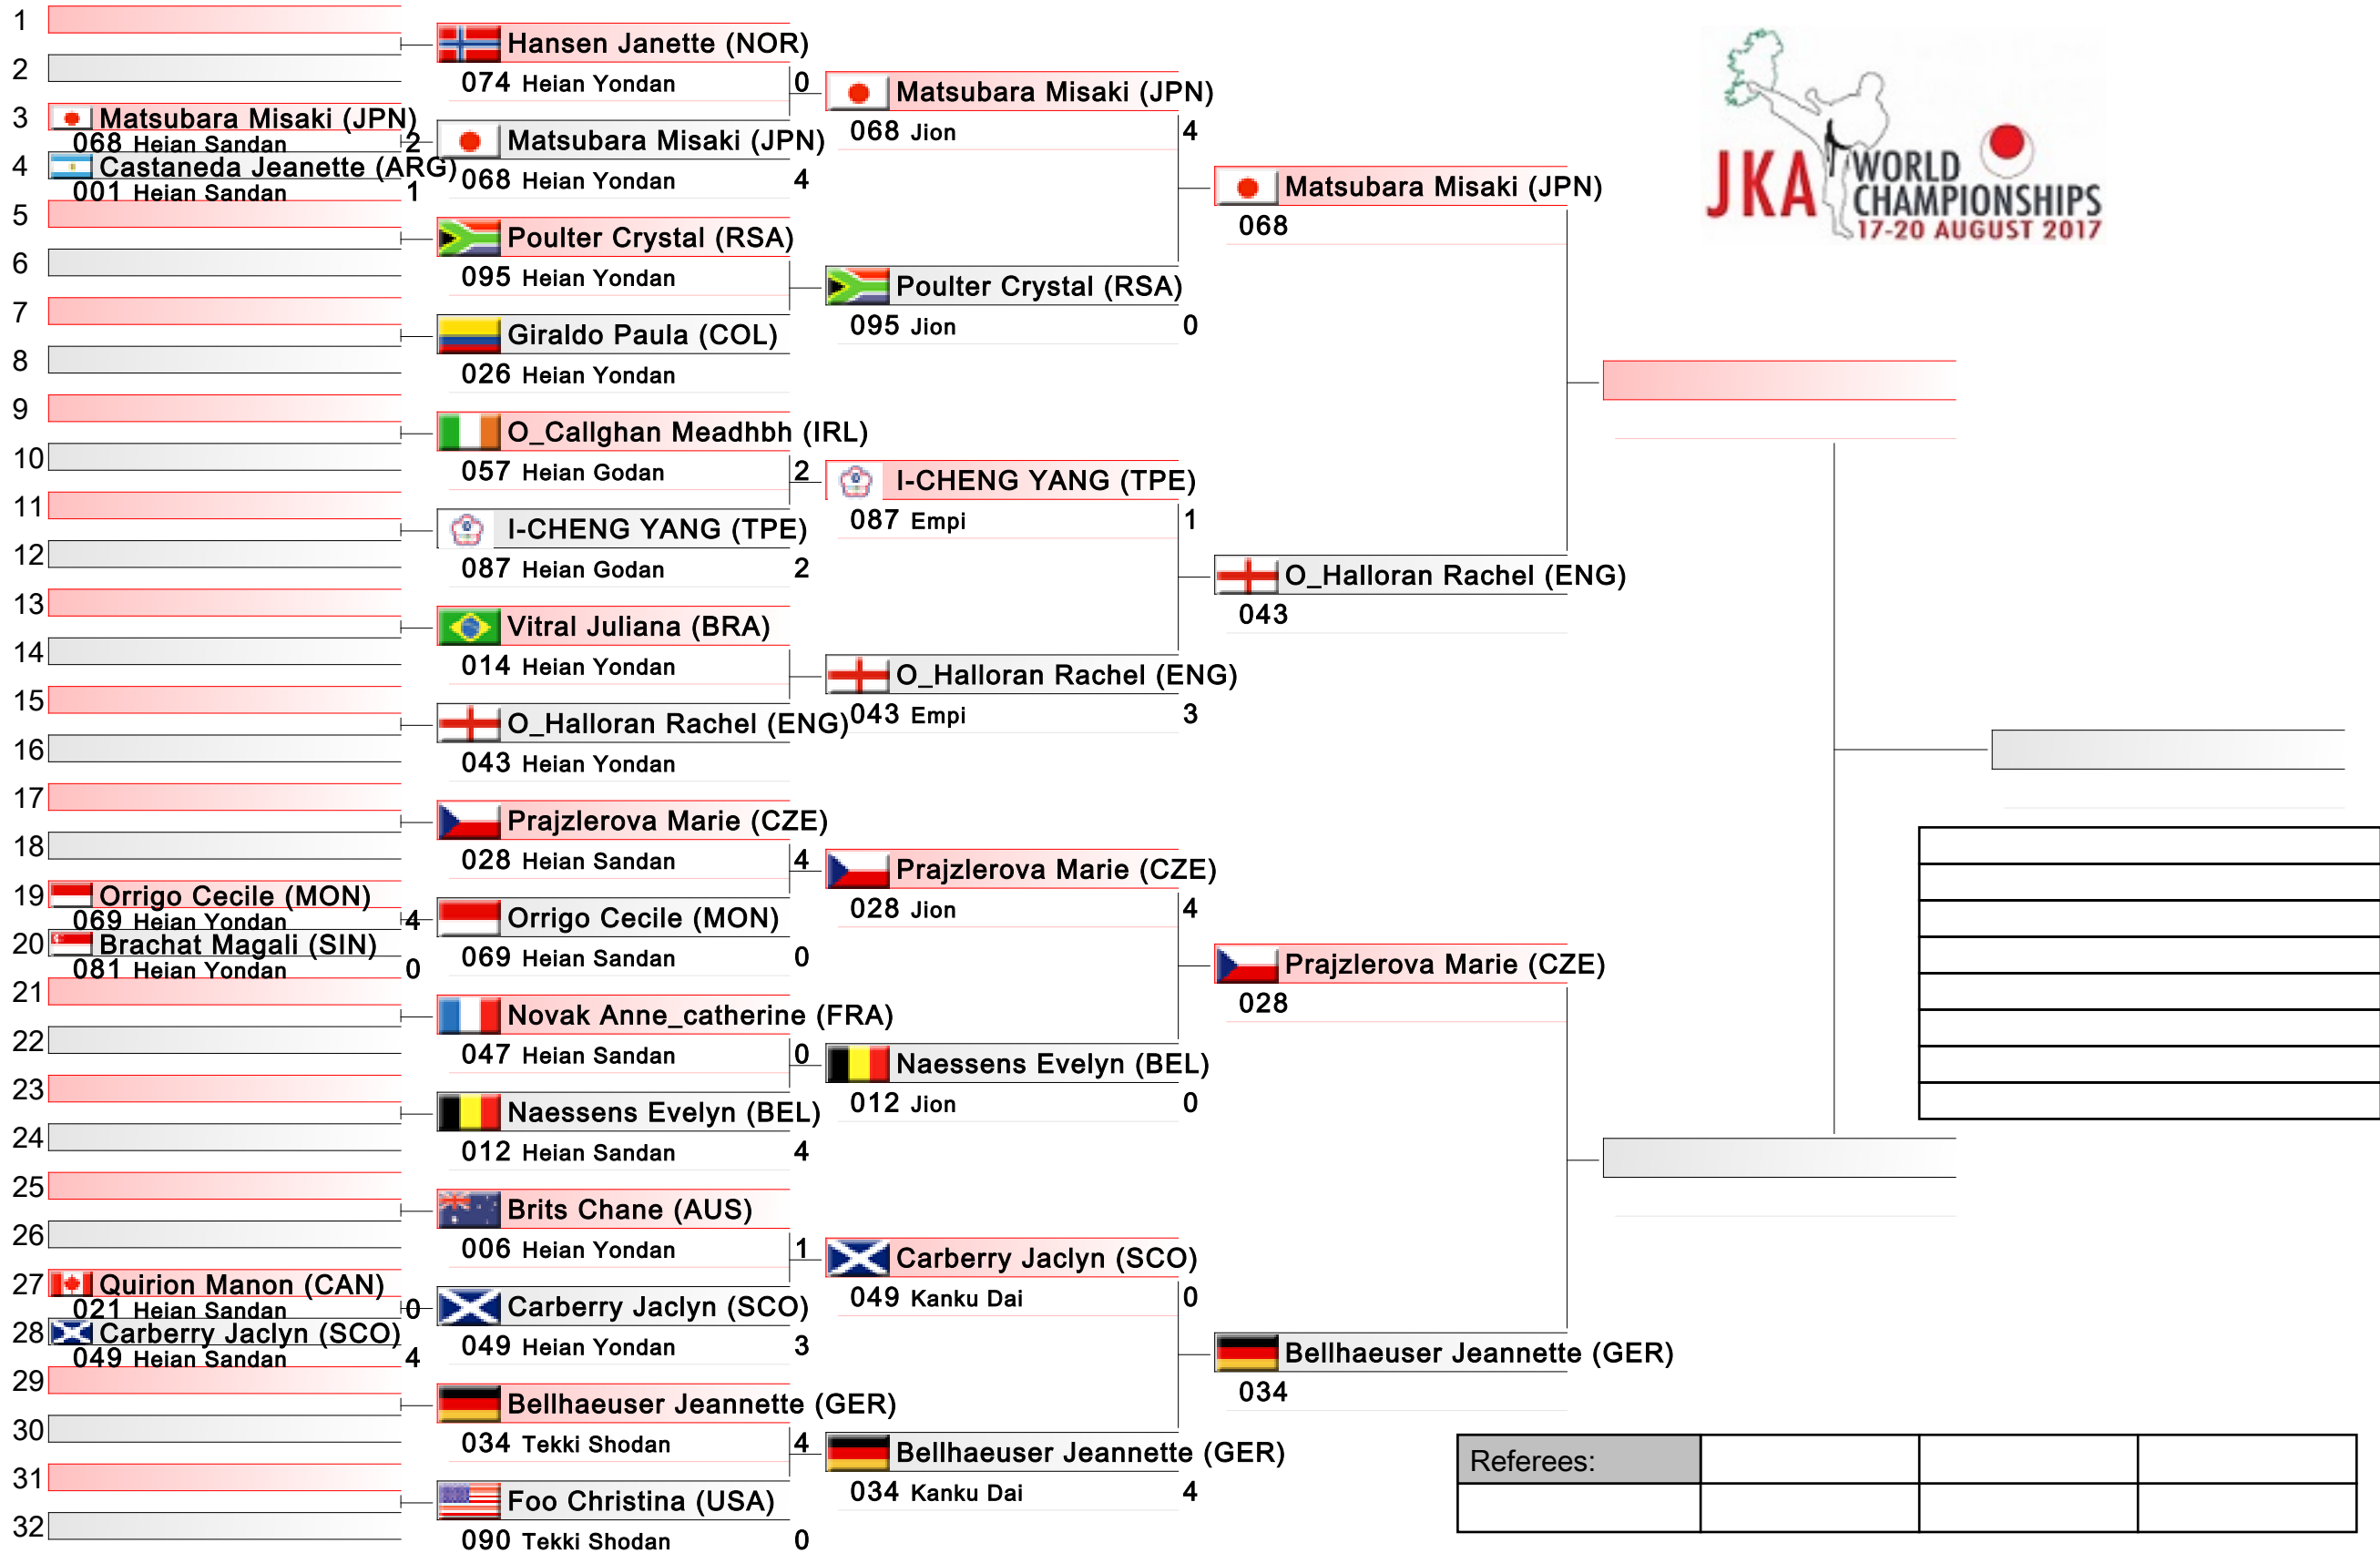 1
2
3 Matsubara Misaki (JPN)
068 Heian Sandan 2
4 Castaneda Jeanette (ARG)
001 Heian Sandan 1
5
6
7
8
9
10
11
12
13
14
15
16
17
18
19 Orrigo Cecile (MON)
069 Heian Yondan 4
20 Brachat Magali (SIN)
081 Heian Yondan 0
21
22
23
24
25
26
27 Quirion Manon (CAN)
021 Heian Sandan 0
28 Carberry Jaclyn (SCO)
049 Heian Sandan 4
29
30
31
32
Hansen Janette (NOR)
074 Heian Yondan 0
Matsubara Misaki (JPN)
068 Heian Yondan 4
Poulter Crystal (RSA)
095 Heian Yondan
Giraldo Paula (COL)
026 Heian Yondan
O_Callghan Meadhbh (IRL)
057 Heian Godan 2
I-CHENG YANG (TPE)
087 Heian Godan 2
Vitral Juliana (BRA)
014 Heian Yondan
O_Halloran Rachel (ENG)
043 Heian Yondan
Prajzlerova Marie (CZE)
028 Heian Sandan 4
Orrigo Cecile (MON)
069 Heian Sandan 0
Novak Anne_catherine (FRA)
047 Heian Sandan 0
Naessens Evelyn (BEL)
012 Heian Sandan 4
Brits Chane (AUS)
006 Heian Yondan 1
Carberry Jaclyn (SCO)
049 Heian Yondan 3
Bellhaeuser Jeannette (GER)
034 Tekki Shodan 4
Foo Christina (USA)
090 Tekki Shodan 0
Matsubara Misaki (JPN)
068 Jion 4
Poulter Crystal (RSA)
095 Jion 0
I-CHENG YANG (TPE)
087 Empi 1
O_Halloran Rachel (ENG)
043 Empi 3
Prajzlerova Marie (CZE)
028 Jion 4
Naessens Evelyn (BEL)
012 Jion 0
Carberry Jaclyn (SCO)
049 Kanku Dai 0
Bellhaeuser Jeannette (GER)
034 Kanku Dai 4
Matsubara Misaki (JPN)
068
O_Halloran Rachel (ENG)
043
Prajzlerova Marie (CZE)
028
Bellhaeuser Jeannette (GER)
034
JKA WORLD
CHAMPIONSHIPS
17-20 AUGUST 2017
Referees: